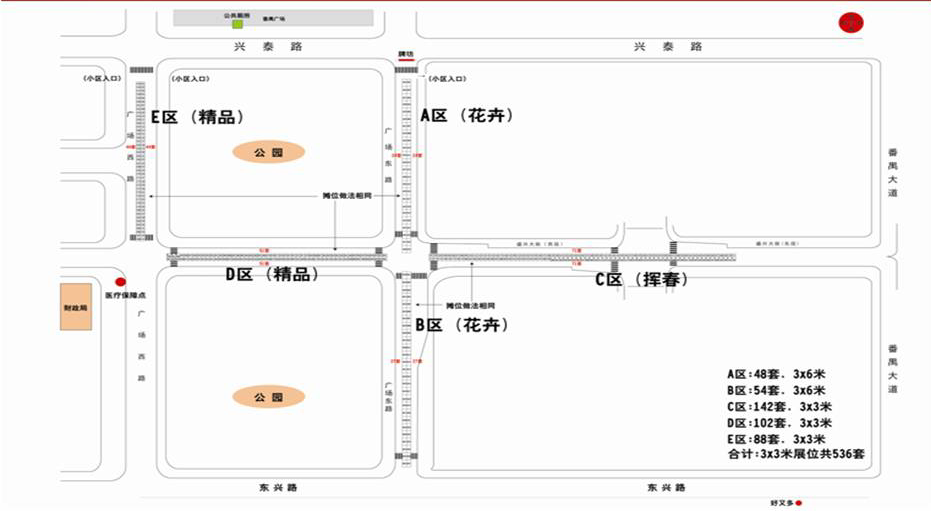 公共厕所
番禺广场
兴 泰 路
兴 泰 路
牌坊
(小区入口)
(小区入口)
(小区入口)
E区（精品）
A区（花卉）
广场西路
广场东路
公 园
番禺大道
摊位做法相同
盛兴大街（东段）
D区（精品）
C区（挥春）
医疗保障点
财政局
摊位做法相同
B区（花卉）
广场西路
番禺大道
广场东路
公 园
A区:48套. 3x6米
B区:54套. 3x6米
C区:142套. 3x3米
D区:102套. 3x3米
E区:88套. 3x3米
合计:3x3米展位共536套
东兴路
东兴路
好又多